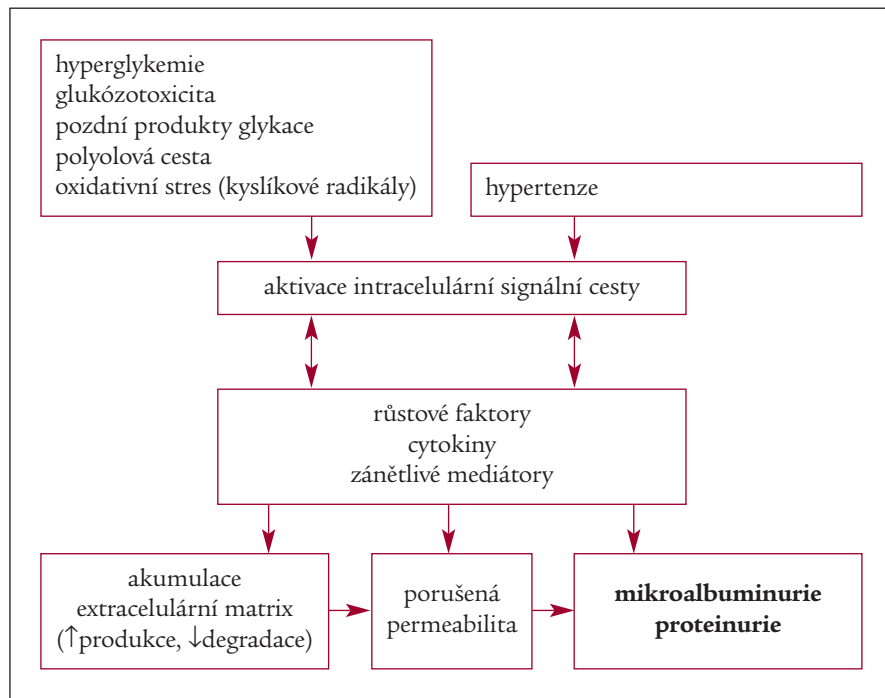 hyperglykemie
glukózotoxicita
pozdní produkty glykace
polyolová cesta
oxidativní stres (kyslíkové radikály)
hypertenze
aktivace intracelulární signální cesty
růstové faktory
cytokiny
zánětlivé mediátory
akumulace
extracelulární matrix
(↑produkce, ↓degradace)
porušená
permeabilita
mikroalbuminurie
proteinurie